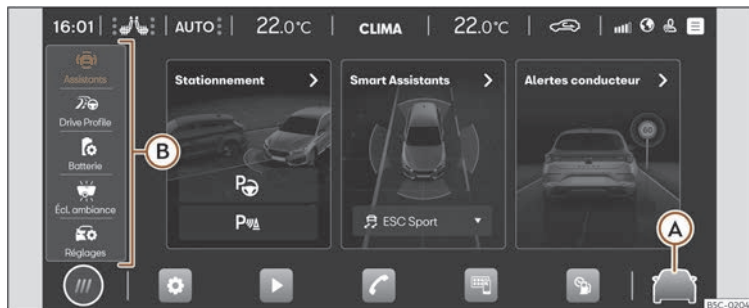 16:01 AUTO 22.0°C CLIMA 22.0°C
Assistants
Drive Profile
Batterie
Écl. ambiance
Réglages
B
Stationnement
P
P
Smart Assistants
ESC Sport
Alertes conducteur
60
A
B5C-0204